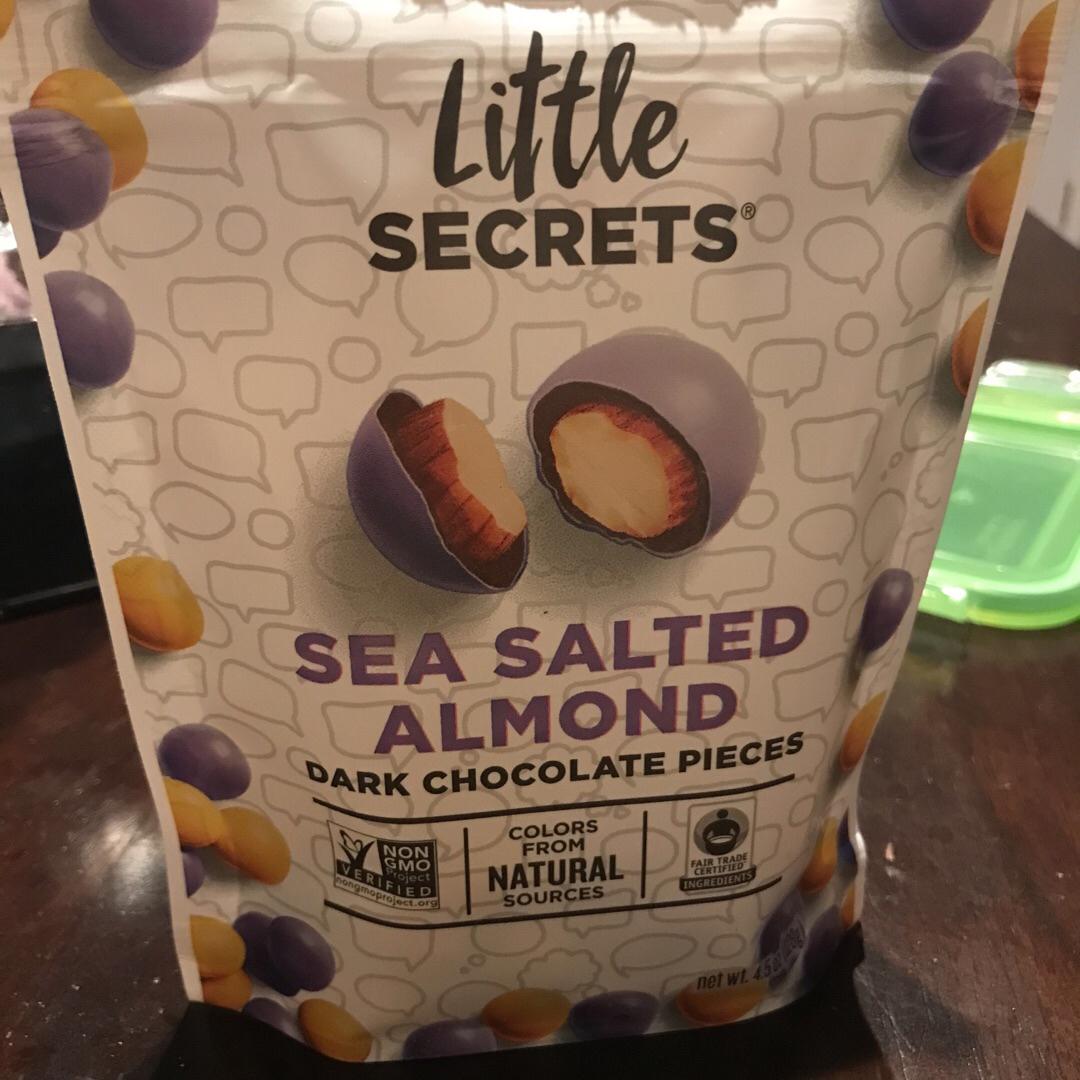 Little
SECRETS®
SEA SALTED
ALMOND
DARK CHOCOLATE PIECES
NON
GMO
Project
VERIFIED
nongmoproject.org
COLORS
FROM
NATURAL
SOURCES
FAIR TRADE
CERTIFIED
INGREDIENTS
net wt.